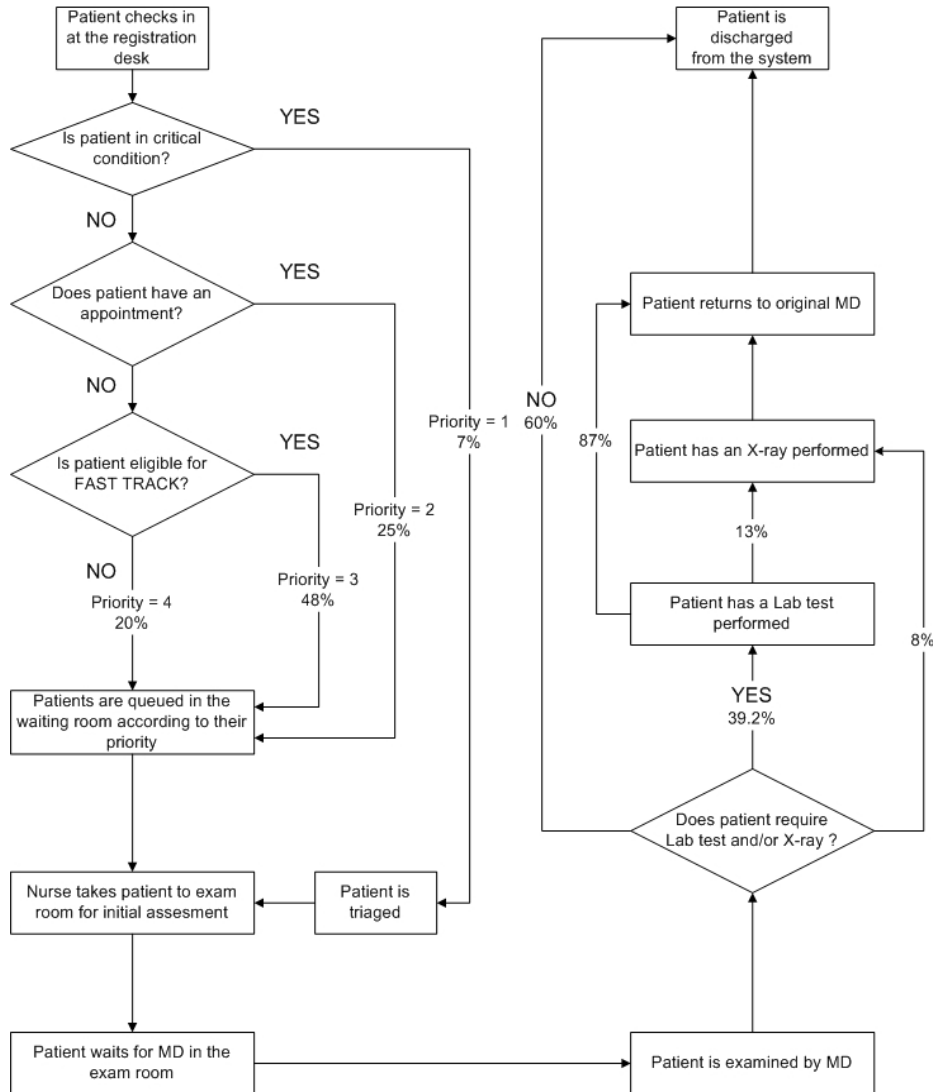 Patient checks in
at the registration
desk
YES
Is patient in critical
condition?
NO
YES
Does patient have an
appointment?
NO
YES
Is patient eligible for
FAST TRACK?
Priority = 1
7%
Priority = 2
25%
NO
Priority = 3
48%
Priority = 4
20%
Patients are queued in the
waiting room according to their
priority
Nurse takes patient to exam
room for initial assesment
Patient is
triaged
Patient waits for MD in the
exam room
Patient is
discharged
from the system
Patient returns to original MD
NO
60%
87%
Patient has an X-ray performed
13%
Patient has a Lab test
performed
8%
YES
39.2%
Does patient require
Lab test and/or X-ray ?
Patient is examined by MD